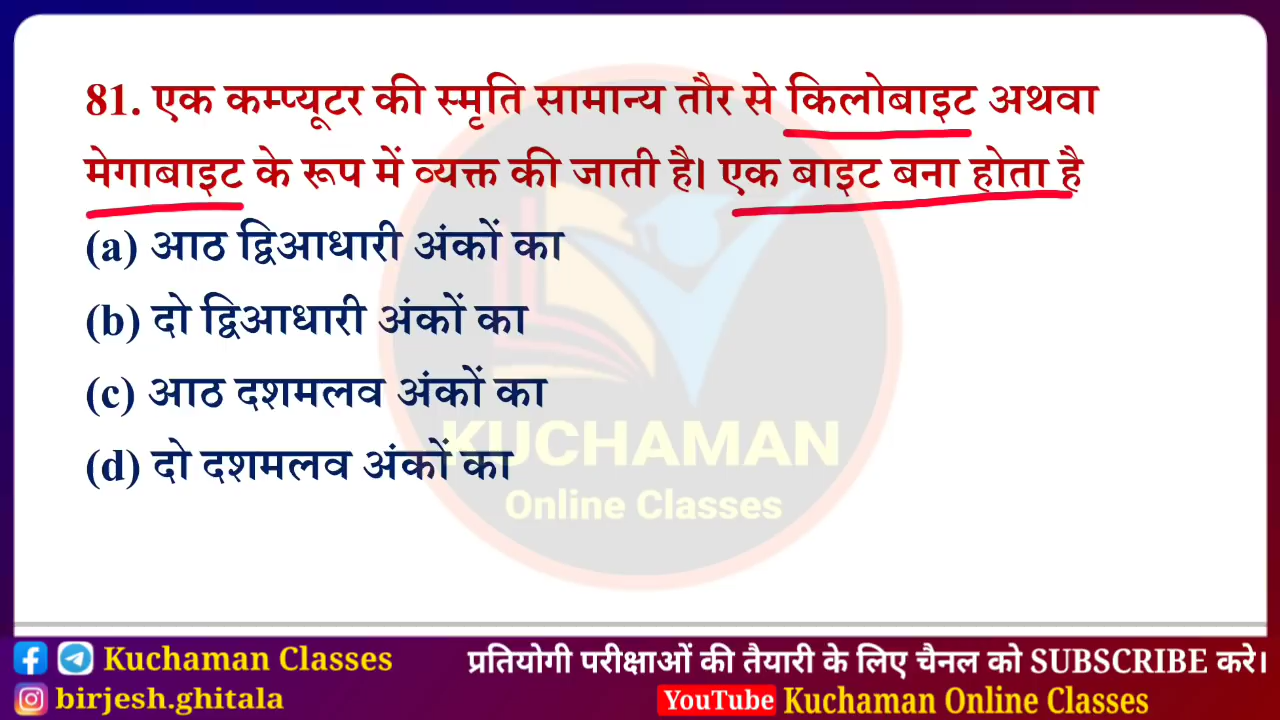 81. एक कम्प्यूटर की स्मृति सामान्य तौर से किलोबाइट अथवा
मेगाबाइट के रूप में व्यक्त की जाती है। एक बाइट बना होता है
(a) आठ द्विआधारी अंकों का
(b) दो द्विआधारी अंकों का
(c) आठ दशमलव अंकों का
(d) दो दशमलव अंकों का
KUCHAMAN
Online Classes
Kuchaman Classes
प्रतियोगी परीक्षाओं की तैयारी के लिए चैनल को SUBSCRIBE करे।
birjesh.ghitala
YouTube Kuchaman Online Classes